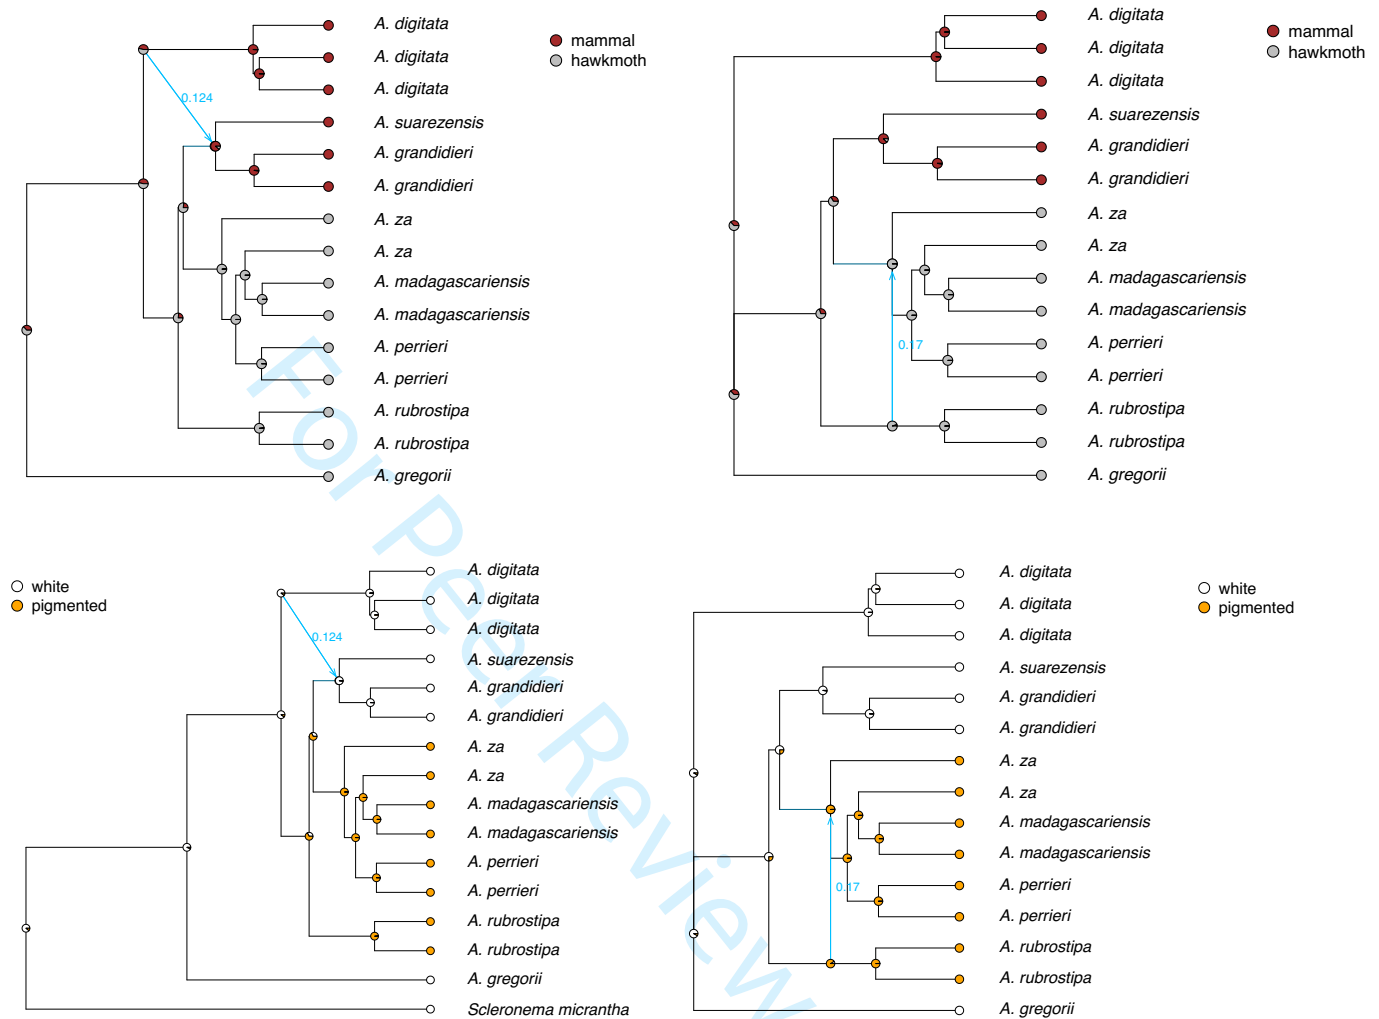 A. digitata
A. digitata
A. digitata
A. suarezensis
A. grandidieri
A. grandidieri
A. za
A. za
A. madagascariensis
A. madagascariensis
A. perrieri
A. perrieri
A. rubrostipa
A. rubrostipa
A. gregorii
mammal
hawkmoth
0.124
A. digitata
A. digitata
A. digitata
A. suarezensis
A. grandidieri
A. grandidieri
A. za
A. za
A. madagascariensis
A. madagascariensis
A. perrieri
A. perrieri
A. rubrostipa
A. rubrostipa
A. gregorii
mammal
hawkmoth
0.17
white
pigmented
A. digitata
A. digitata
A. digitata
A. suarezensis
A. grandidieri
A. grandidieri
A. za
A. za
A. madagascariensis
A. madagascariensis
A. perrieri
A. perrieri
A. rubrostipa
A. rubrostipa
A. gregorii
Scleronema micrantha
0.124
A. digitata
A. digitata
A. digitata
A. suarezensis
A. grandidieri
A. grandidieri
A. za
A. za
A. madagascariensis
A. madagascariensis
A. perrieri
A. perrieri
A. rubrostipa
A. rubrostipa
A. gregorii
white
pigmented
0.17
For Peer Review